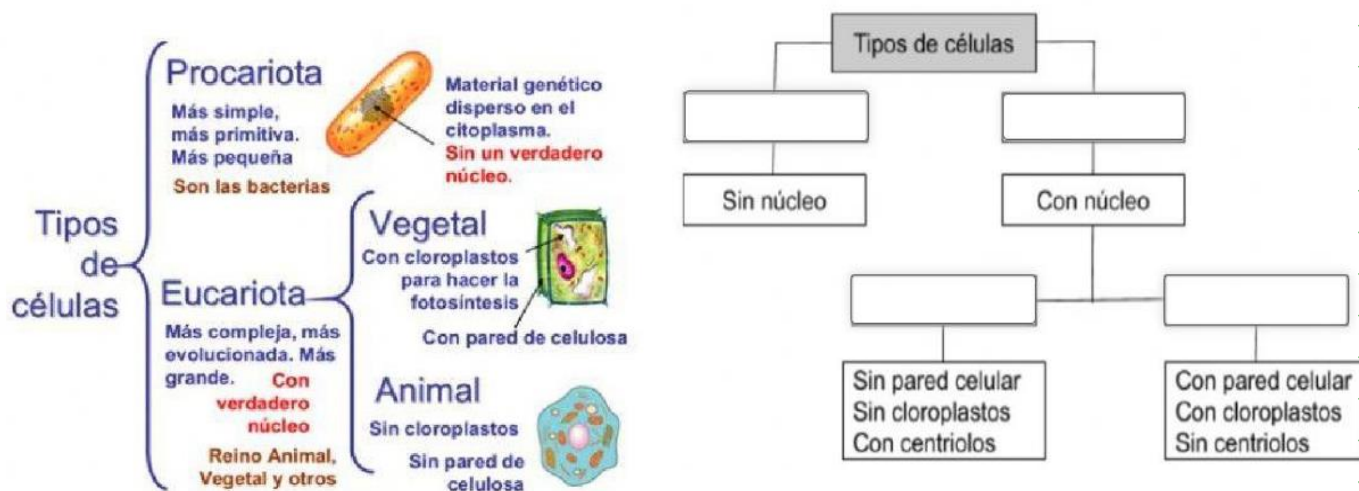 Tipos
de
células
Procariota
Más simple,
más primitiva.
Más pequeña
Son las bacterias
Material genético
disperso en el
citoplasma.
Sin un verdadero
núcleo.
Eucariota
Más compleja, más
evolucionada. Más
grande. Con
verdadero
núcleo
Reino Animal,
Vegetal y otros
Vegetal
Con cloroplastos
para hacer la
fotosíntesis
Con pared de celulosa
Animal
Sin cloroplastos
Sin pared de
celulosa
Tipos de células
Sin núcleo
Con núcleo
Sin pared celular
Sin cloroplastos
Con centriolos
Con pared celular
Con cloroplastos
Sin centriolos